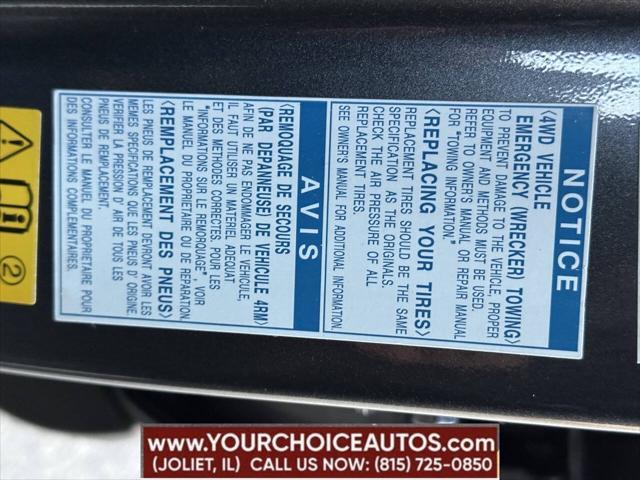 NOTICE
〈4WD VEHICLE
EMERGENCY (WRECKER) TOWING〉
TO PREVENT DAMAGE TO THE VEHICLE, PROPER
EQUIPMENT AND METHODS MUST BE USED.
REFER TO OWNER'S MANUAL OR REPAIR MANUAL
FOR "TOWING INFORMATION."
〈REPLACING YOUR TIRES〉
REPLACEMENT TIRES SHOULD BE THE SAME
SPECIFICATION AS THE ORIGINALS.
CHECK THE AIR PRESSURE OF ALL
REPLACEMENT TIRES.
SEE OWNER'S MANUAL FOR ADDITIONAL INFORMATION.
AVIS
〈REMOQUAGE DE SECOURS
(PAR DEPANNEUSE) DE VEHICULE 4RM〉
AFIN DE NE PAS ENDOMMAGER LE VEHICULE,
IL FAUT UTILISER UN MATERIEL ADEQUAT
ET DES METHODES CORRECTES. POUR LES
"INFORMATIONS SUR LE REMORQUAGE", VOIR
LE MANUEL DU PROPRIETAIRE OU DE REPARATION.
〈REMPLACEMENT DES PNEUS〉
LES PNEUS DE REMPLACEMENT DEVRONT AVOIR LES
MEMES SPECIFICATIONS QUE LES PNEUS D' ORIGINE.
VERIFIER LA PRESSION D' AIR DE TOUS LES
PNEUS DE REMPLACEMENT.
CONSULTER LE MANUEL DU PROPRIETAIRE POUR
DES INFORMATIONS COMPLEMENTAIRES.
2
WWW.YOURCHOICEAUTOS.COM
(JOLIET, IL) CALL US NOW: (815) 725-0850